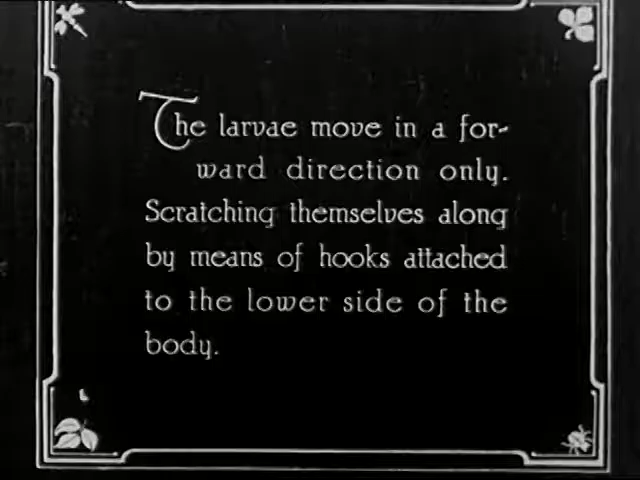 The larvae move in a for-
ward direction only.
Scratching themselves along
by means of hooks attached
to the lower side of the
body.